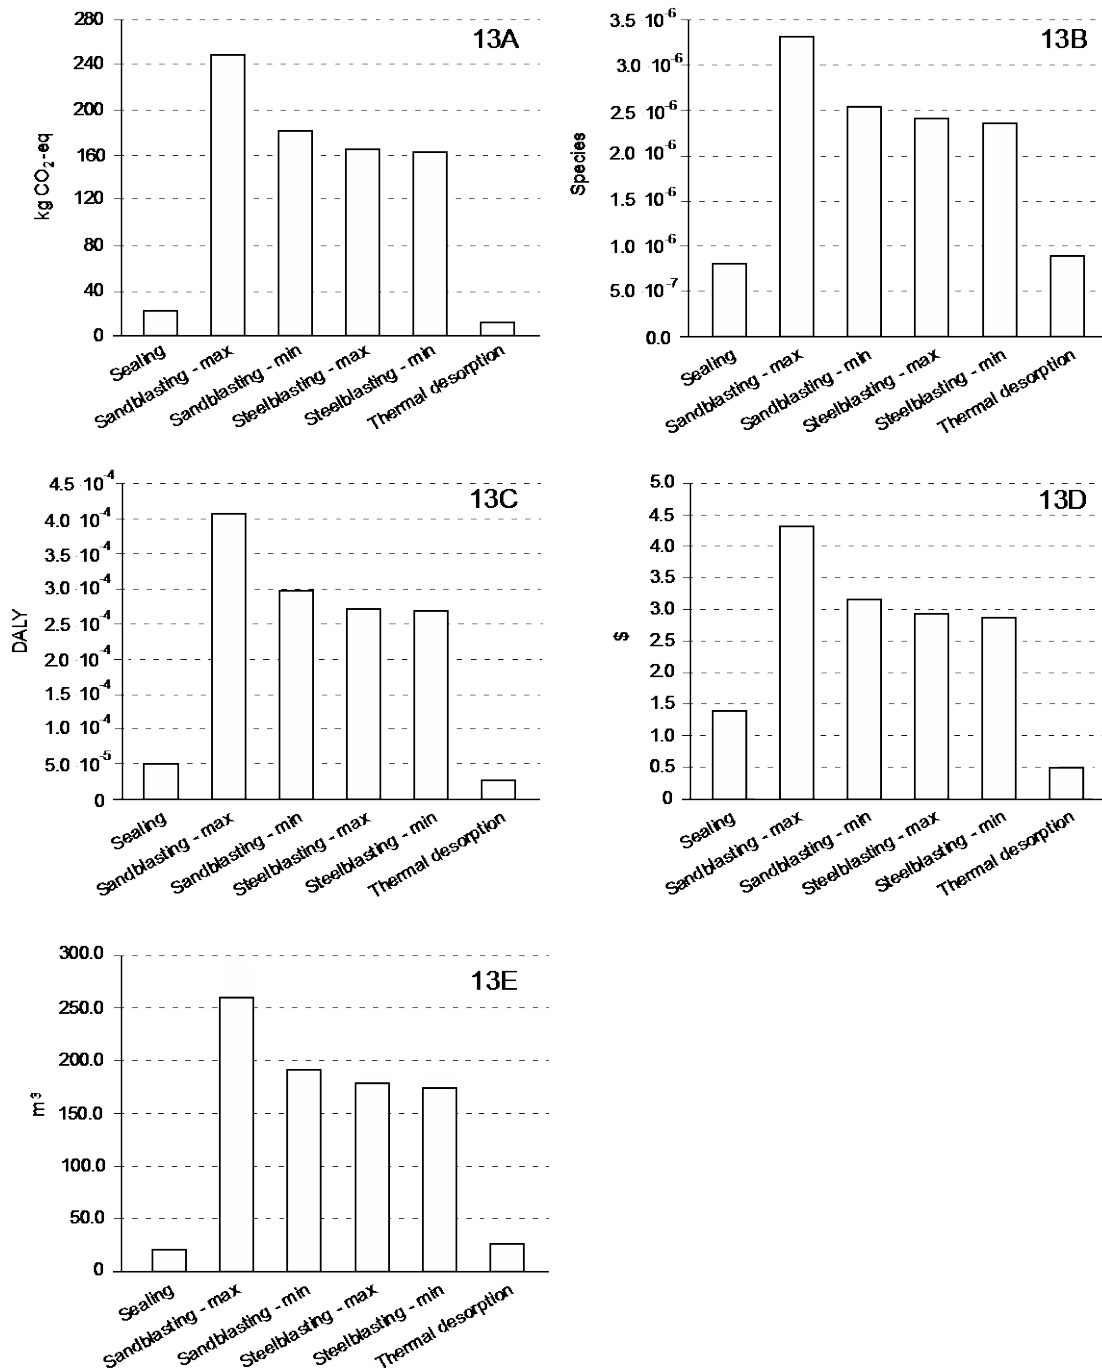 13A
kg CO2-eq
280
240
200
160
120
80
40
0
Sealing
Sandblasting - max
Sandblasting - min
Steelblasting - max
Steelblasting - min
Thermal desorption
13B
Species
3.5 10-6
3.0 10-6
2.5 10-6
2.0 10-6
1.5 10-6
1.0 10-6
5.0 10-7
0.0
Sealing
Sandblasting - max
Sandblasting - min
Steelblasting - max
Steelblasting - min
Thermal desorption
13C
DALY
4.5 10-4
4.0 10-4
3.5 10-4
3.0 10-4
2.5 10-4
2.0 10-4
1.5 10-4
1.0 10-4
5.0 10-5
0
Sealing
Sandblasting - max
Sandblasting - min
Steelblasting - max
Steelblasting - min
Thermal desorption
13D
$
5.0
4.5
4.0
3.5
3.0
2.5
2.0
1.5
1.0
0.5
0
Sealing
Sandblasting - max
Sandblasting - min
Steelblasting - max
Steelblasting - min
Thermal desorption
13E
m3
300.0
250.0
200.0
150.0
100.0
50.0
0
Sealing
Sandblasting - max
Sandblasting - min
Steelblasting - max
Steelblasting - min
Thermal desorption